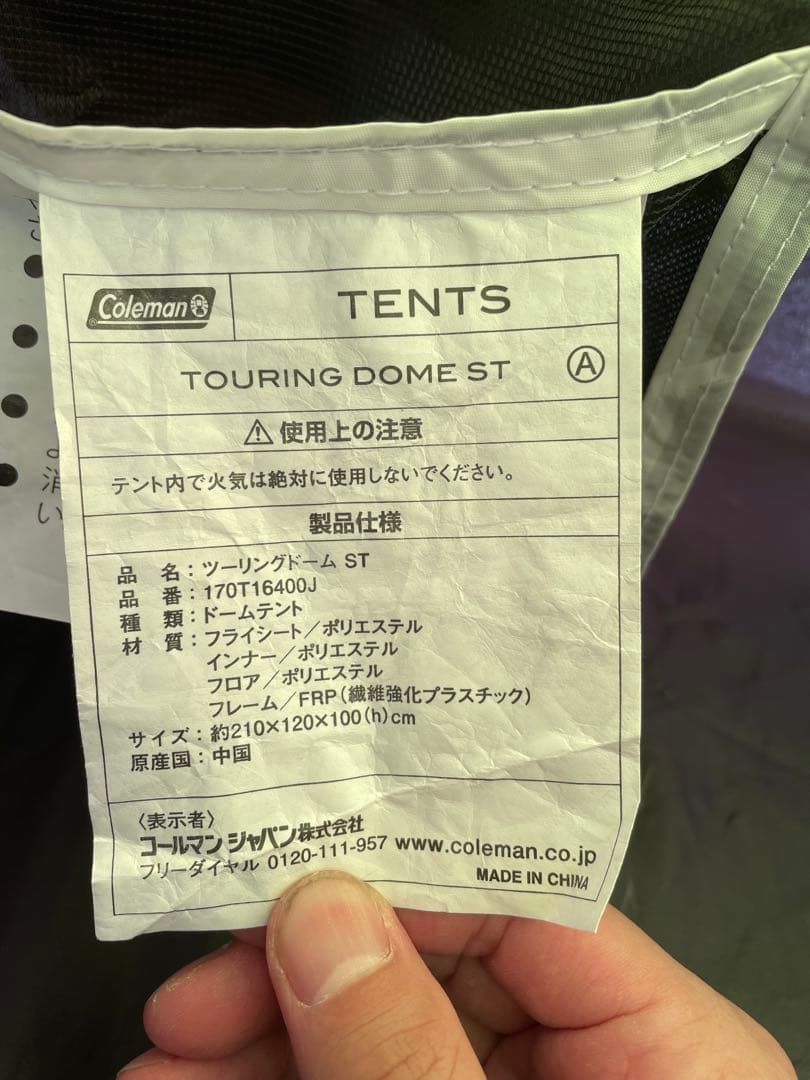 Coleman
TENTS
TOURING DOME ST Ⓐ
⚠使用上の注意
テント内で火気は絶対に使用しないでください。
製品仕様
品　名：ツーリングドーム ST
品　番：170T16400J
種　類：ドームテント
材　質：フライシート／ポリエステル
インナー／ポリエステル
フロア／ポリエステル
フレーム／FRP（繊維強化プラスチック）
サイズ：約210×120×100（h）cm
原産国：中国
〈表示者〉
コールマン ジャパン株式会社
フリーダイヤル 0120-111-957 www.coleman.co.jp
MADE IN CHINA
消
い